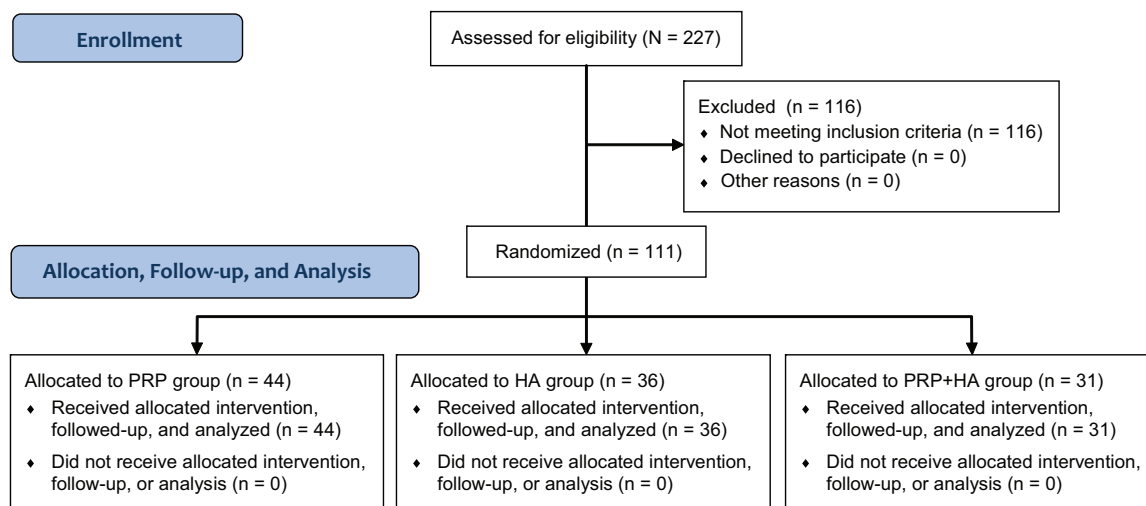 Enrollment
Assessed for eligibility (N = 227)
Excluded (n = 116)
♦ Not meeting inclusion criteria (n = 116)
♦ Declined to participate (n = 0)
♦ Other reasons (n = 0)
Randomized (n = 111)
Allocation, Follow-up, and Analysis
Allocated to PRP group (n = 44)
♦ Received allocated intervention,
followed-up, and analyzed (n = 44)
♦ Did not receive allocated intervention,
follow-up, or analysis (n = 0)
Allocated to HA group (n = 36)
♦ Received allocated intervention,
followed-up, and analyzed (n = 36)
♦ Did not receive allocated intervention,
follow-up, or analysis (n = 0)
Allocated to PRP+HA group (n = 31)
♦ Received allocated intervention,
followed-up, and analyzed (n = 31)
♦ Did not receive allocated intervention,
follow-up, or analysis (n = 0)